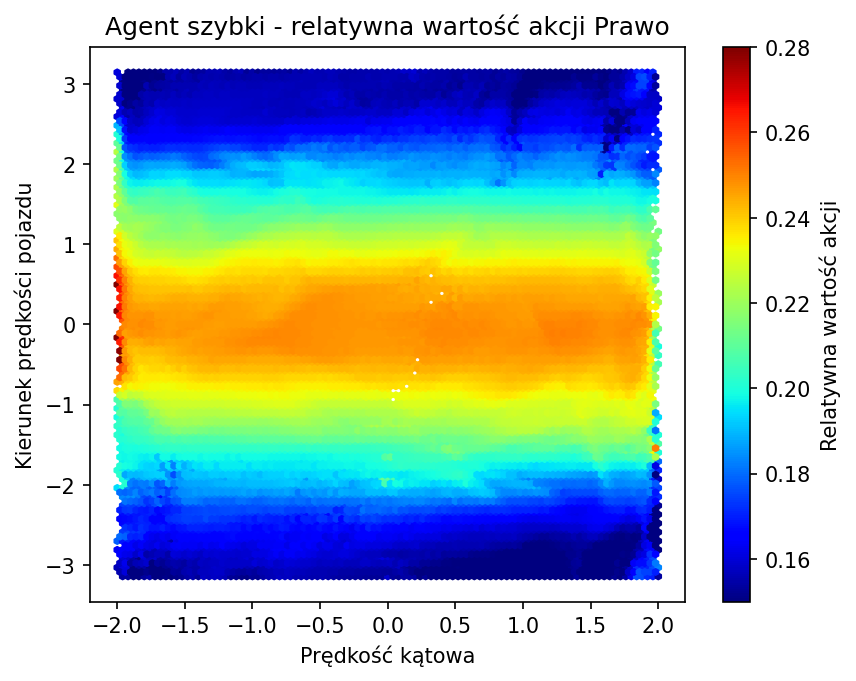 Agent szybki - relatywna wartość akcji Prawo
3
2
1
0
−1
−2
−3
Kierunek prędkości pojazdu
−2.0 −1.5 −1.0 −0.5 0.0 0.5 1.0 1.5 2.0
Prędkość kątowa
0.28
0.26
0.24
0.22
0.20
0.18
0.16
Relatywna wartość akcji